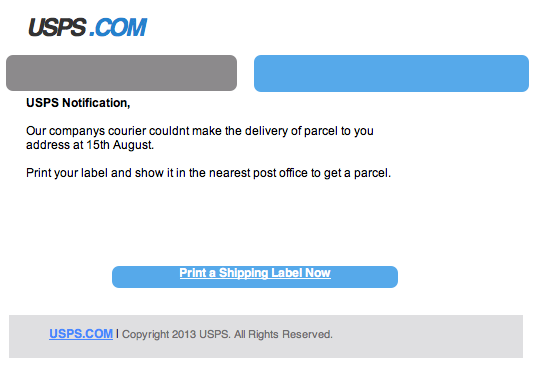 USPS.COM
USPS Notification,
Our companys courier couldnt make the delivery of parcel to you
address at 15th August.
Print your label and show it in the nearest post office to get a parcel.
Print a Shipping Label Now
USPS.COM | Copyright 2013 USPS. All Rights Reserved.